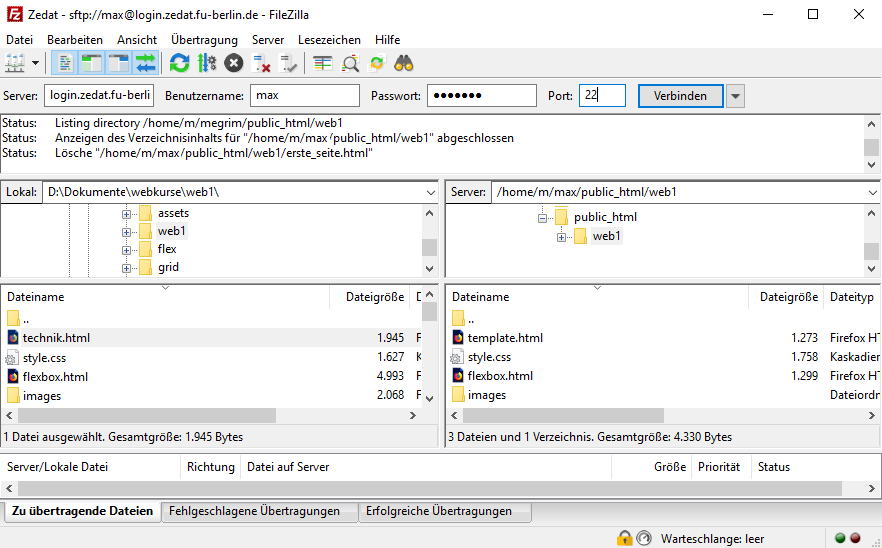 Zedat - sftp://max@login.zedat.fu-berlin.de - FileZilla
Datei Bearbeiten Ansicht Übertragung Server Lesezeichen Hilfe
Server: login.zedat.fu-berli Benutzername: max Passwort: ●●●●●●● Port: 22 Verbinden
Status: Listing directory /home/m/megrim/public_html/web1
Status: Anzeigen des Verzeichnisinhalts für "/home/m/max/public_html/web1" abgeschlossen
Status: Lösche "/home/m/max/public_html/web1/erste_seite.html"
Lokal: D:\Dokumente\webkurse\web1\
assets
web1
flex
grid
Server: /home/m/max/public_html/web1
public_html
web1
Dateiname Dateigröße D
..
technik.html 1.945 F
style.css 1.627 K
flexbox.html 4.993 F
images 2.068 F
1 Datei ausgewählt. Gesamtgröße: 1.945 Bytes
Dateiname Dateigröße Dateityp
..
template.html 1.273 Firefox HT
style.css 1.758 Kaskadier
flexbox.html 1.299 Firefox HT
images Dateiordn
3 Dateien und 1 Verzeichnis. Gesamtgröße: 4.330 Bytes
Server/Lokale Datei Richtung Datei auf Server Größe Priorität Status
Zu übertragende Dateien Fehlgeschlagene Übertragungen Erfolgreiche Übertragungen
Warteschlange: leer